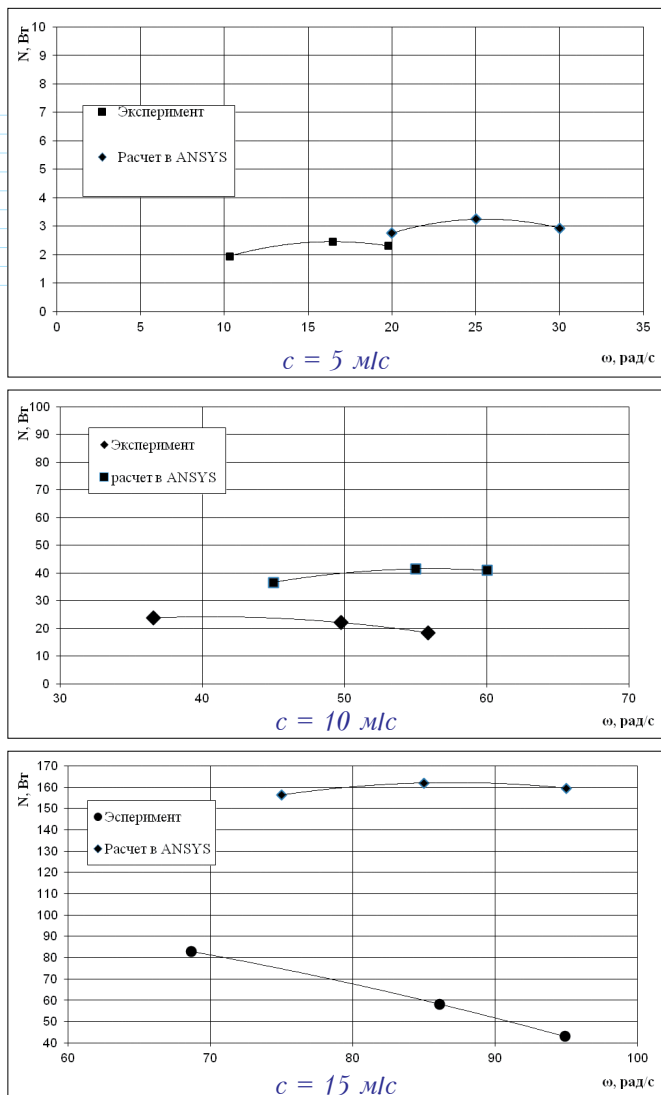 N, Вт
10
9
8
7
6
5
4
3
2
1
0
Эксперимент
Расчет в ANSYS
0 5 10 15 20 25 30 35
c = 5 м/с
ω, рад/с
N, Вт
100
90
80
70
60
50
40
30
20
10
0
Эксперимент
расчет в ANSYS
30 40 50 60 70
c = 10 м/с
ω, рад/с
N, Вт
170
160
150
140
130
120
110
100
90
80
70
60
50
40
Эсперимент
Расчет в ANSYS
60 70 80 90 100
c = 15 м/с
ω, рад/с